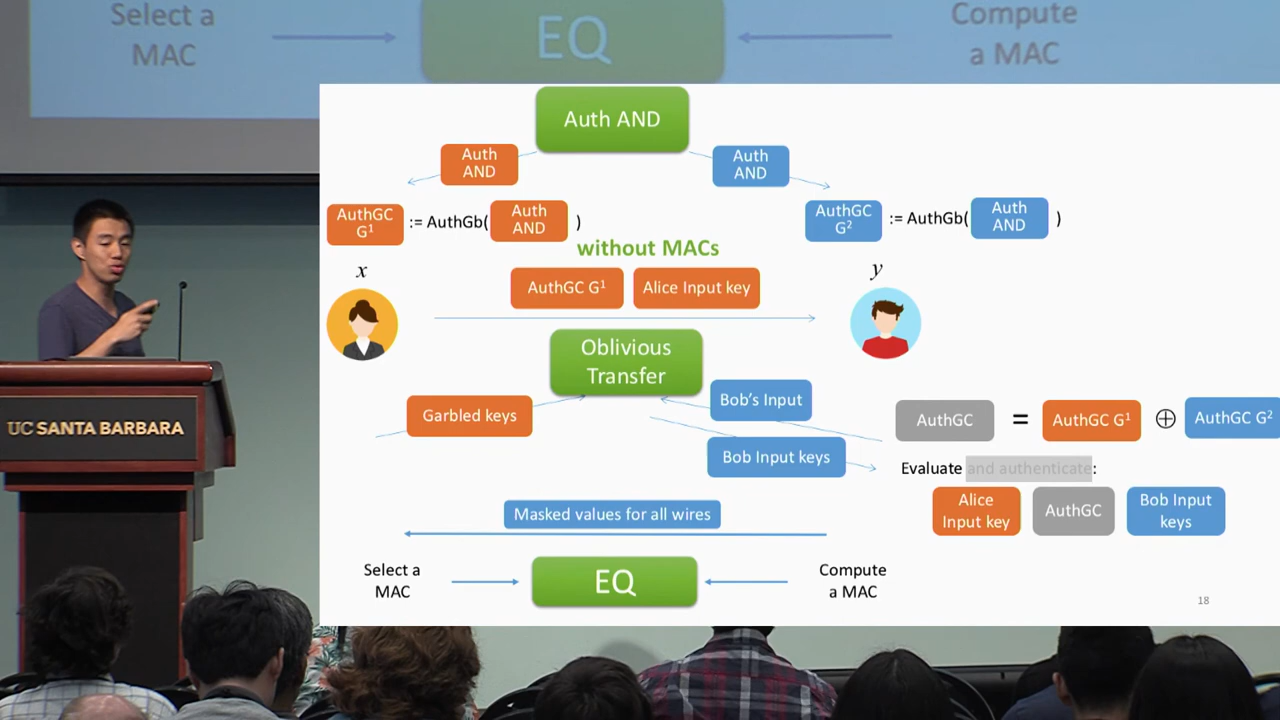 Select a
MAC
EQ
Compute
a MAC
Auth AND
Auth
AND
Auth
AND
AuthGC
G¹
:= AuthGb(
Auth
AND
)
AuthGC
G²
:= AuthGb(
Auth
AND
)
without MACs
x
y
AuthGC G¹
Alice Input key
Oblivious
Transfer
Garbled keys
Bob's Input
Bob Input keys
AuthGC
=
AuthGC G¹
⊕
AuthGC G²
Evaluate and authenticate:
Alice
Input key
AuthGC
Bob Input
keys
Masked values for all wires
Select a
MAC
EQ
Compute
a MAC
18
UC SANTA BARBARA